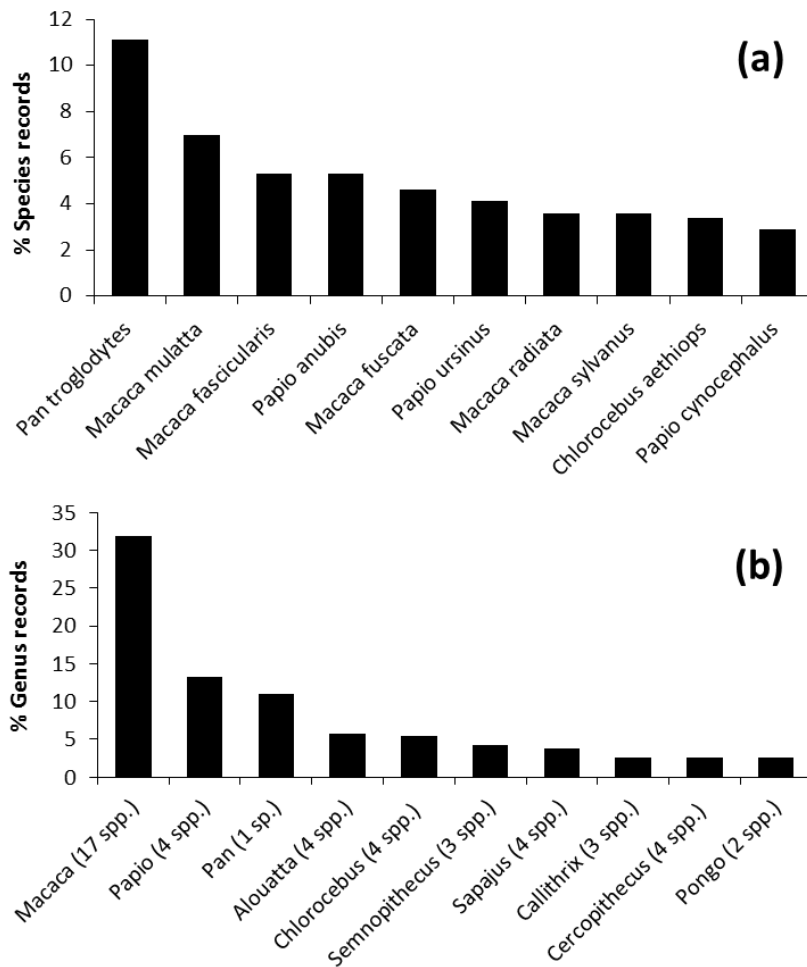 12
10
8
6
4
2
0
% Species records
(a)
Pan troglodytes
Macaca mulatta
Macaca fascicularis
Papio anubis
Macaca fuscata
Papio ursinus
Macaca radiata
Macaca sylvanus
Chlorocebus aethiops
Papio cynocephalus
35
30
25
20
15
10
5
0
% Genus records
(b)
Macaca (17 spp.)
Papio (4 spp.)
Pan (1 sp.)
Alouatta (4 spp.)
Chlorocebus (4 spp.)
Semnopithecus (3 spp.)
Sapajus (4 spp.)
Callithrix (3 spp.)
Cercopithecus (4 spp.)
Pongo (2 spp.)